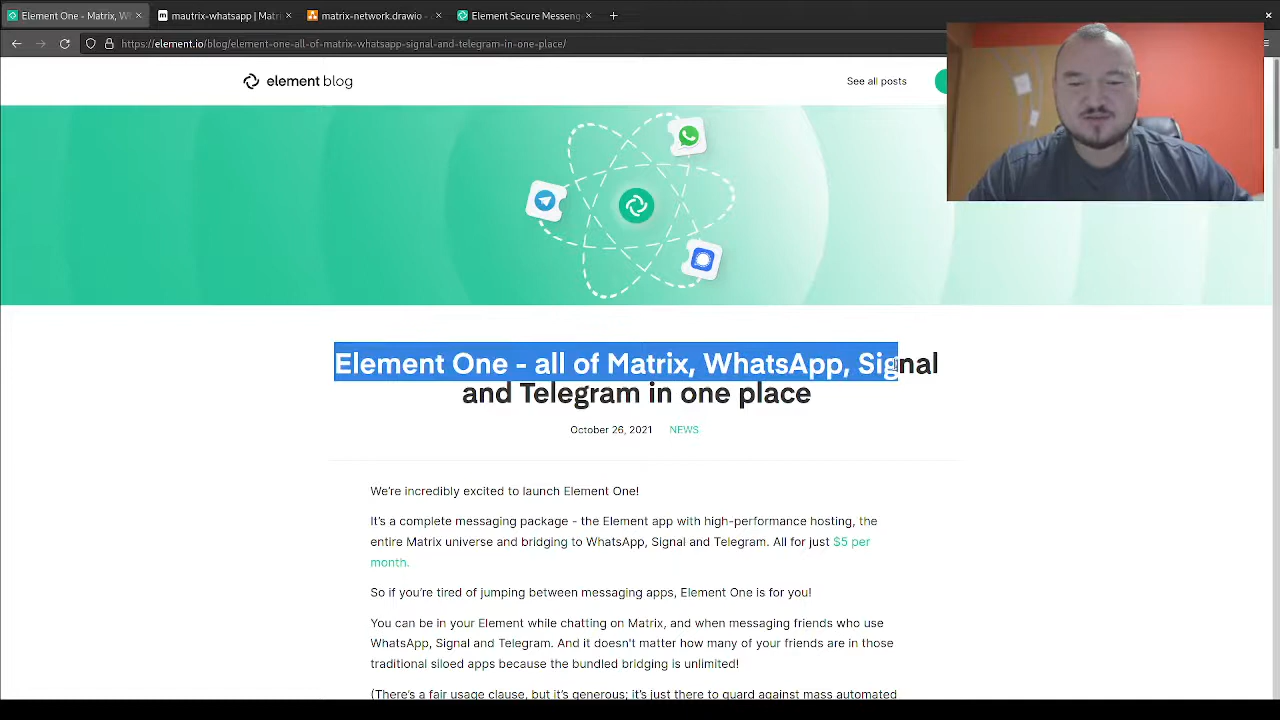 Element One - Matrix, W
mautrix-whatsapp | Matri
matrix-network.drawio -
Element Secure Messeng
https://element.io/blog/element-one-all-of-matrix-whatsapp-signal-and-telegram-in-one-place/
element blog
See all posts
Element One - all of Matrix, WhatsApp, Signal
and Telegram in one place
October 26, 2021 NEWS
We're incredibly excited to launch Element One!
It's a complete messaging package - the Element app with high-performance hosting, the
entire Matrix universe and bridging to WhatsApp, Signal and Telegram. All for just $5 per
month.
So if you're tired of jumping between messaging apps, Element One is for you!
You can be in your Element while chatting on Matrix, and when messaging friends who use
WhatsApp, Signal and Telegram. And it doesn't matter how many of your friends are in those
traditional siloed apps because the bundled bridging is unlimited!
(There's a fair usage clause, but it's generous; it's just there to guard against mass automated